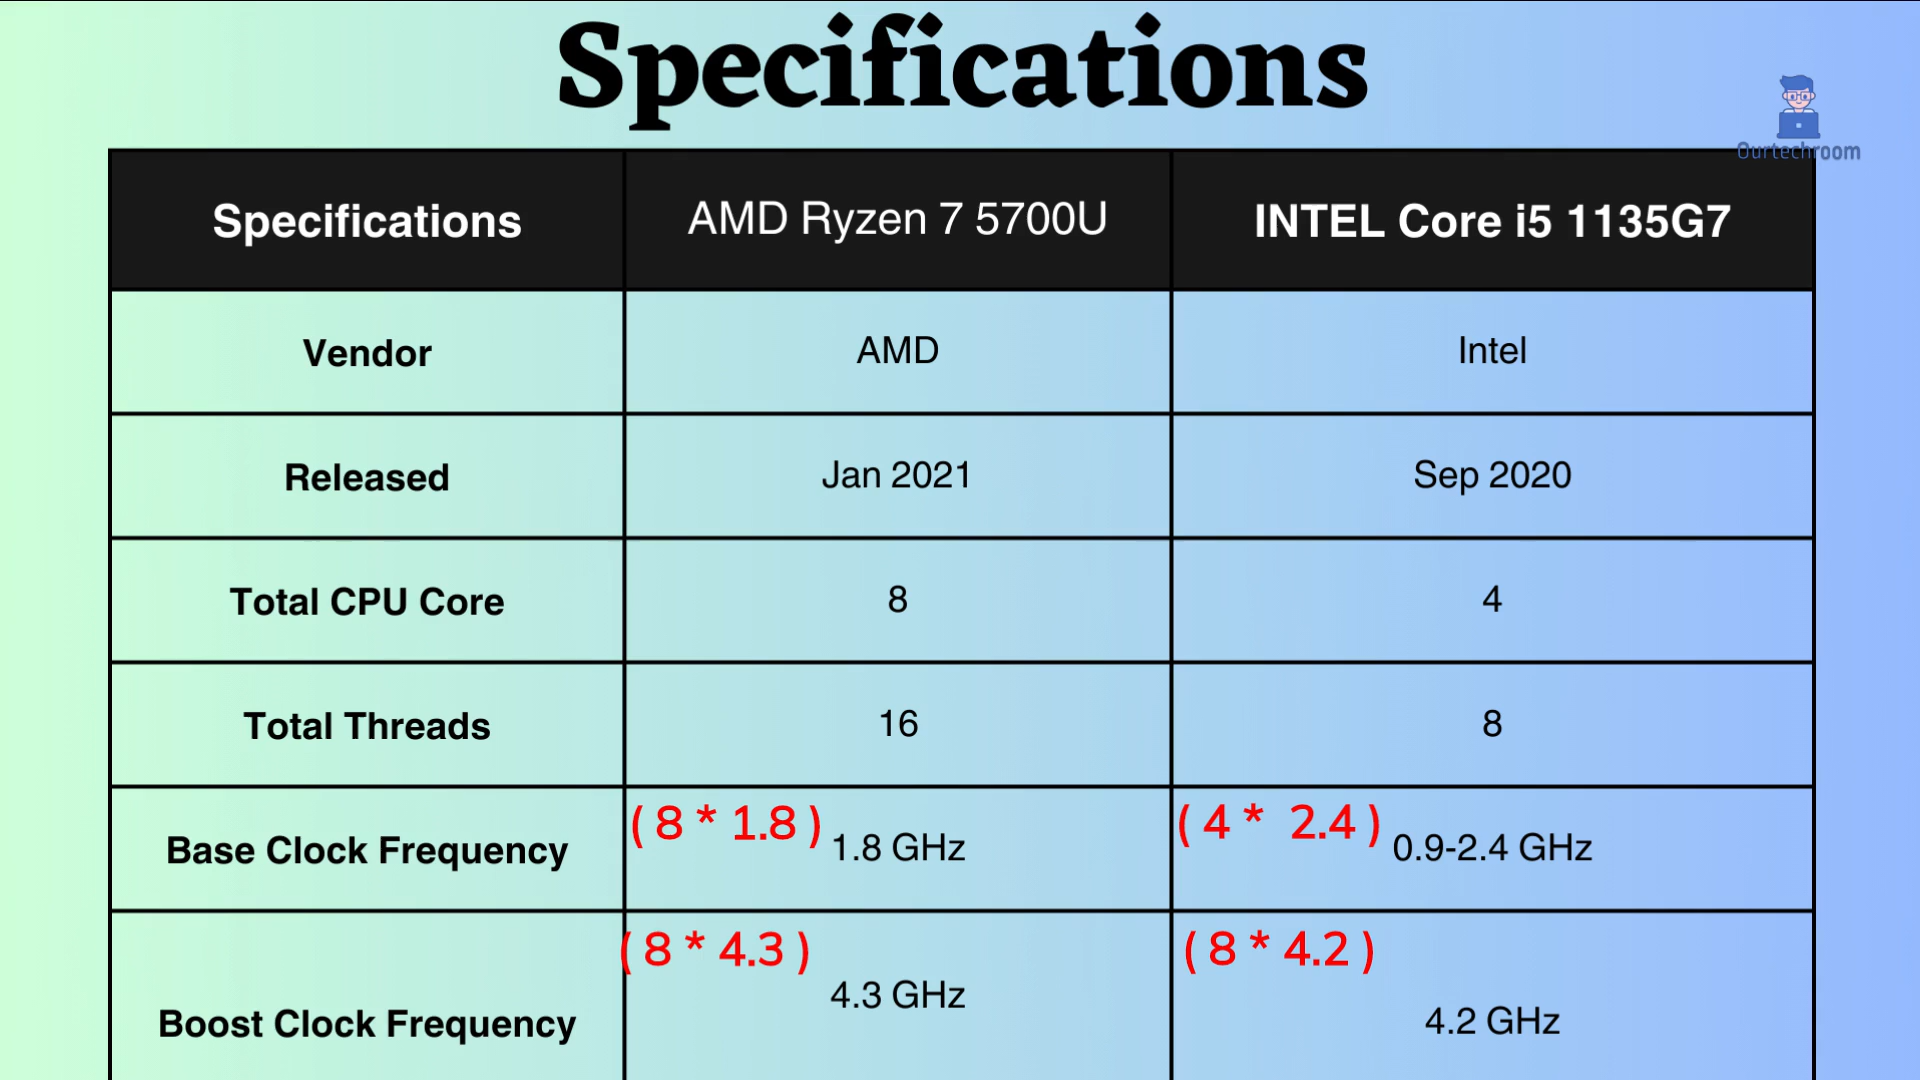 Specifications
Ourtechroom
Specifications AMD Ryzen 7 5700U INTEL Core i5 1135G7
Vendor AMD Intel
Released Jan 2021 Sep 2020
Total CPU Core 8 4
Total Threads 16 8
Base Clock Frequency ( 8 * 1.8 ) 1.8 GHz ( 4 * 2.4 ) 0.9-2.4 GHz
Boost Clock Frequency ( 8 * 4.3 ) 4.3 GHz ( 8 * 4.2 ) 4.2 GHz